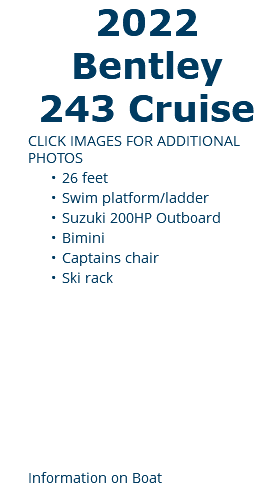 2022
Bentley
243 Cruise
CLICK IMAGES FOR ADDITIONAL
PHOTOS
• 26 feet
• Swim platform/ladder
• Suzuki 200HP Outboard
• Bimini
• Captains chair
• Ski rack
Information on Boat